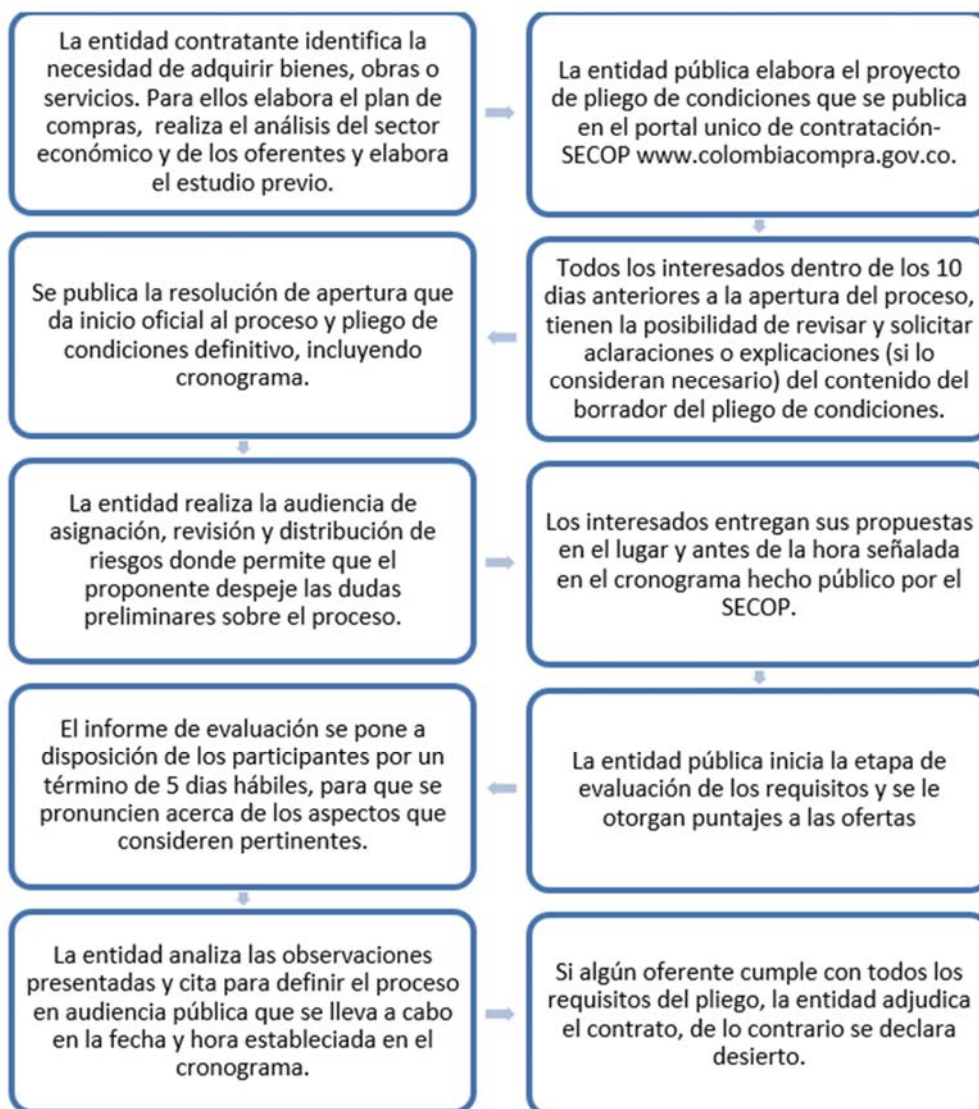 La entidad contratante identifica la
necesidad de adquirir bienes, obras o
servicios. Para ellos elabora el plan de
compras, realiza el análisis del sector
económico y de los oferentes y elabora
el estudio previo.
La entidad pública elabora el proyecto
de pliego de condiciones que se publica
en el portal unico de contratación-
SECOP www.colombiacompra.gov.co.
Todos los interesados dentro de los 10
dias anteriores a la apertura del proceso,
tienen la posibilidad de revisar y solicitar
aclaraciones o explicaciones (si lo
consideran necesario) del contenido del
borrador del pliego de condiciones.
Se publica la resolución de apertura que
da inicio oficial al proceso y pliego de
condiciones definitivo, incluyendo
cronograma.
La entidad realiza la audiencia de
asignación, revisión y distribución de
riesgos donde permite que el
proponente despeje las dudas
preliminares sobre el proceso.
Los interesados entregan sus propuestas
en el lugar y antes de la hora señalada
en el cronograma hecho público por el
SECOP.
La entidad pública inicia la etapa de
evaluación de los requisitos y se le
otorgan puntajes a las ofertas
El informe de evaluación se pone a
disposición de los participantes por un
término de 5 dias hábiles, para que se
pronuncien acerca de los aspectos que
consideren pertinentes.
La entidad analiza las observaciones
presentadas y cita para definir el proceso
en audiencia pública que se lleva a cabo
en la fecha y hora estableciada en el
cronograma.
Si algún oferente cumple con todos los
requisitos del pliego, la entidad adjudica
el contrato, de lo contrario se declara
desierto.